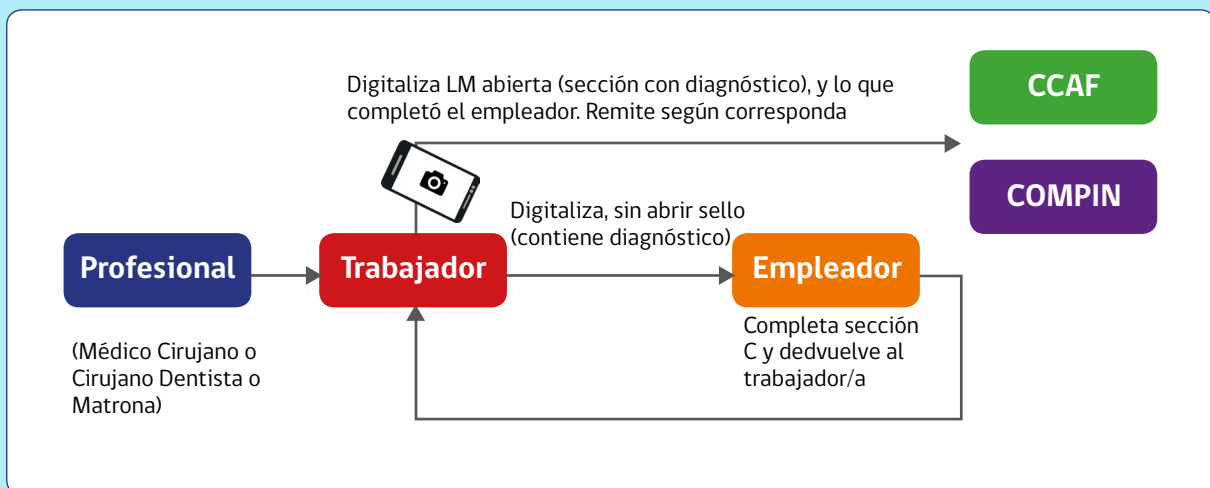 Digitaliza LM abierta (sección con diagnóstico), y lo que
completó el empleador. Remite según corresponda
CCAF
COMPIN
Digitaliza, sin abrir sello
(contiene diagnóstico)
Profesional
Trabajador
Empleador
(Médico Cirujano o
Cirujano Dentista o
Matrona)
Completa sección
C y dedvuelve al
trabajador/a